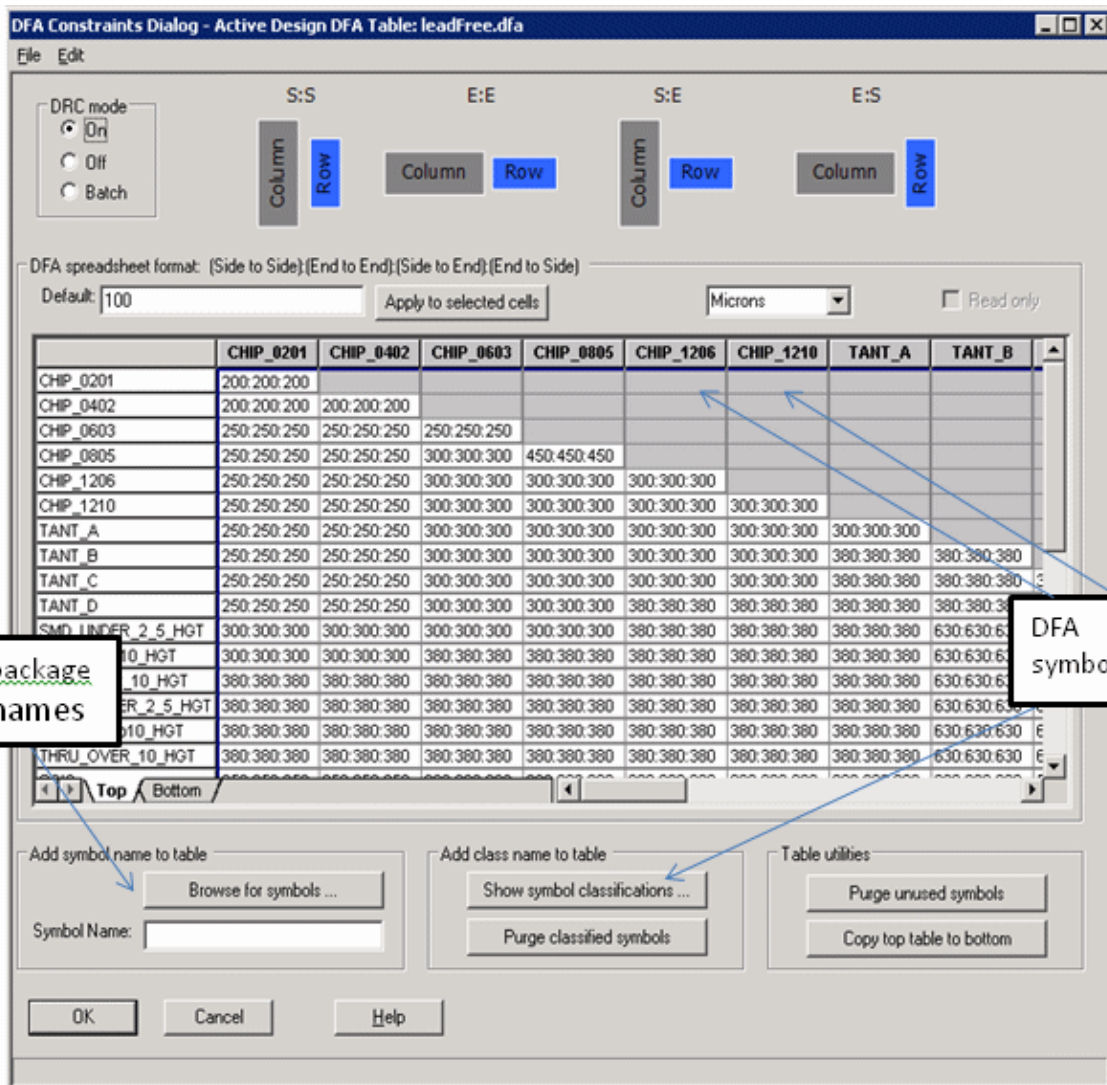 DFA Constraints Dialog - Active Design DFA Table: leadFree.dfa
File Edit
DRC mode
On
Off
Batch
S:S E:E S:E E:S
Column Row Column Row Column Row Column Row
DFA spreadsheet format: (Side to Side):(End to End):(Side to End):(End to Side)
Default: 100 Apply to selected cells Microns Read only
CHIP_0201 CHIP_0402 CHIP_0603 CHIP_0805 CHIP_1206 CHIP_1210 TANT_A TANT_B
CHIP_0201 200:200:200
CHIP_0402 200:200:200 200:200:200
CHIP_0603 250:250:250 250:250:250 250:250:250
CHIP_0805 250:250:250 250:250:250 300:300:300 450:450:450
CHIP_1206 250:250:250 250:250:250 300:300:300 300:300:300 300:300:300
CHIP_1210 250:250:250 250:250:250 300:300:300 300:300:300 300:300:300 300:300:300
TANT_A 250:250:250 250:250:250 300:300:300 300:300:300 300:300:300 300:300:300 300:300:300
TANT_B 250:250:250 250:250:250 300:300:300 300:300:300 300:300:300 300:300:300 380:380:380 380:380:380
TANT_C 250:250:250 250:250:250 300:300:300 300:300:300 300:300:300 300:300:300 380:380:380 380:380:380
TANT_D 250:250:250 250:250:250 300:300:300 300:300:300 380:380:380 380:380:380 380:380:380 380:380:38
SMD_UNDER_2_5_HGT 300:300:300 300:300:300 300:300:300 300:300:300 380:380:380 380:380:380 380:380:380 630:630:63
10_HGT 300:300:300 300:300:300 380:380:380 380:380:380 380:380:380 380:380:380 380:380:380 630:630:63
_10_HGT 380:380:380 380:380:380 380:380:380 380:380:380 380:380:380 380:380:380 380:380:380 630:630:63
ER_2_5_HGT 380:380:380 380:380:380 380:380:380 380:380:380 380:380:380 380:380:380 380:380:380 630:630:63
10_HGT 380:380:380 380:380:380 380:380:380 380:380:380 380:380:380 380:380:380 380:380:380 630:630:630
THRU_OVER_10_HGT 380:380:380 380:380:380 380:380:380 380:380:380 380:380:380 380:380:380 380:380:380 630:630:630
package
names
DFA
symbo
Top Bottom
Add symbol name to table Add class name to table Table utilities
Browse for symbols ... Show symbol classifications ... Purge unused symbols
Symbol Name: Purge classified symbols Copy top table to bottom
OK Cancel Help